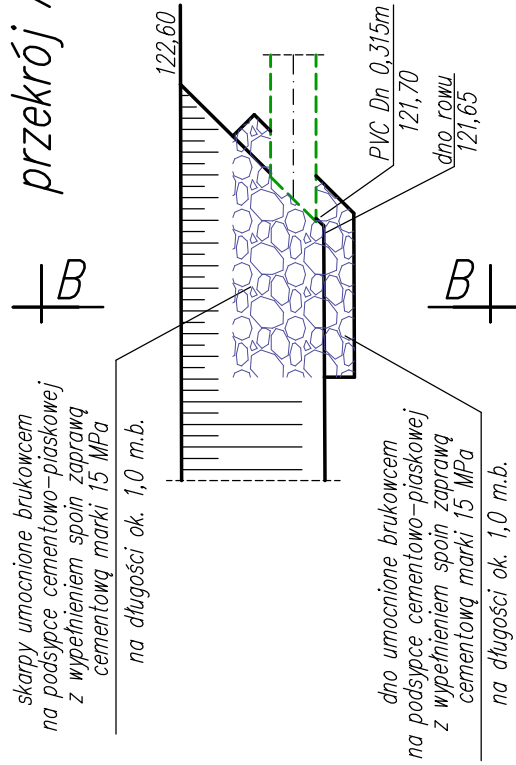 przekrój A
122,60
B
skarpy umocnione brukowcem
na podsypce cementowo-piaskowej
z wypełnieniem spoin zaprawą
cementową marki 15 MPa
na długości ok. 1,0 m.b.
PVC Dn 0,315m
121,70
dno rowu
121,65
B
dno umocnione brukowcem
na podsypce cementowo-piaskowej
z wypełnieniem spoin zaprawą
cementową marki 15 MPa
na długości ok. 1,0 m.b.